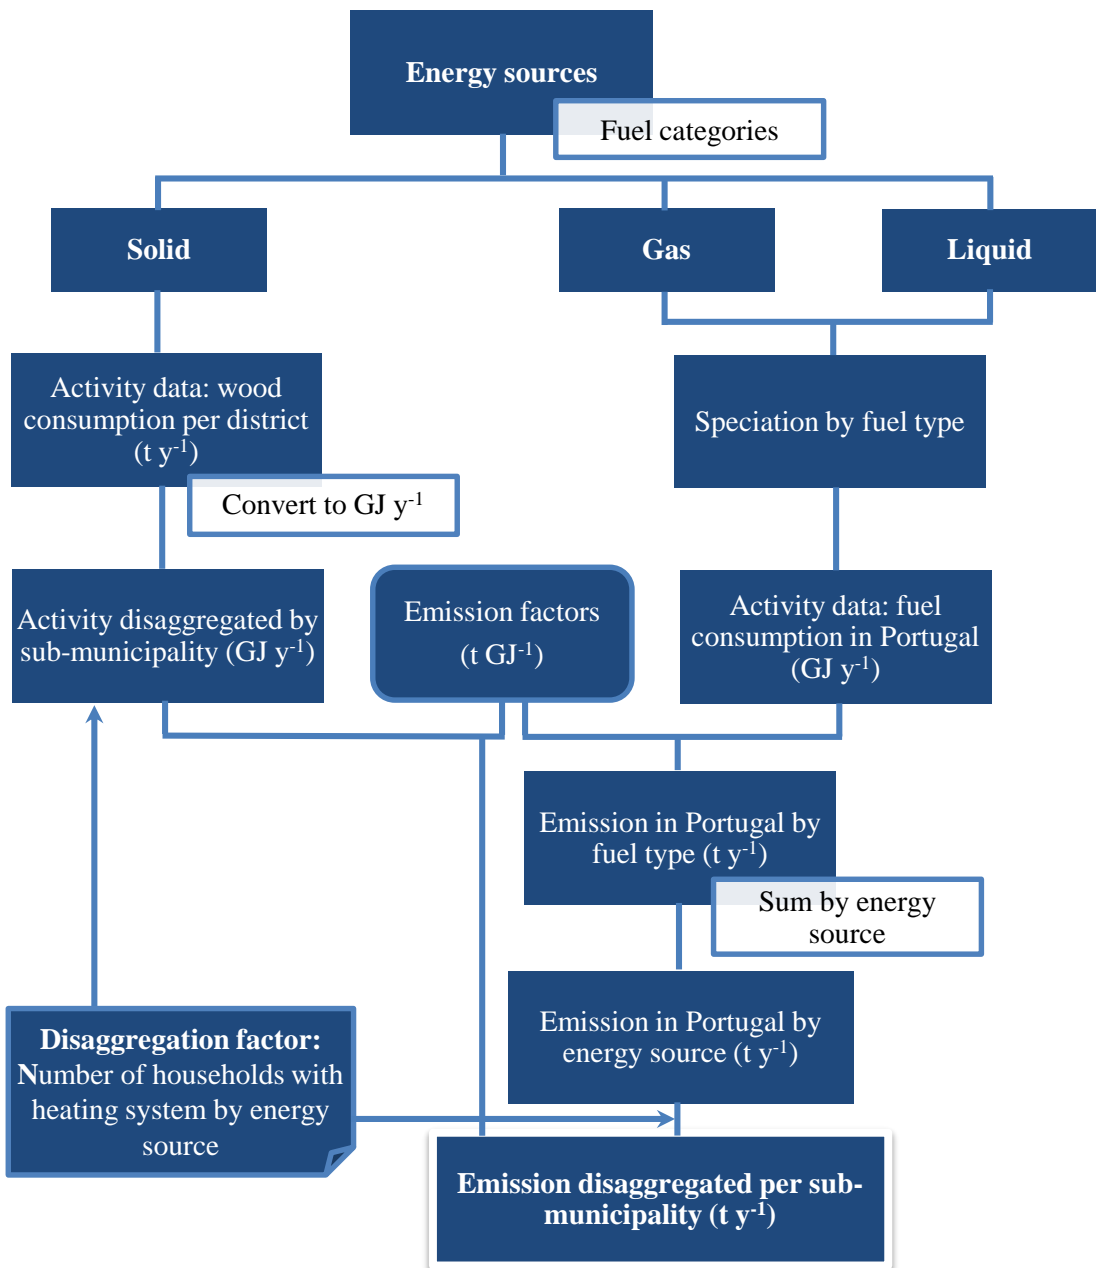 Energy sources
Fuel categories
Solid
Gas
Liquid
Activity data: wood
consumption per district
(t y⁻¹)
Speciation by fuel type
Convert to GJ y⁻¹
Activity disaggregated by
sub-municipality (GJ y⁻¹)
Emission factors
(t GJ⁻¹)
Activity data: fuel
consumption in Portugal
(GJ y⁻¹)
Emission in Portugal by
fuel type (t y⁻¹)
Sum by energy
source
Emission in Portugal by
energy source (t y⁻¹)
Disaggregation factor:
Number of households with
heating system by energy
source
Emission disaggregated per sub-
municipality (t y⁻¹)